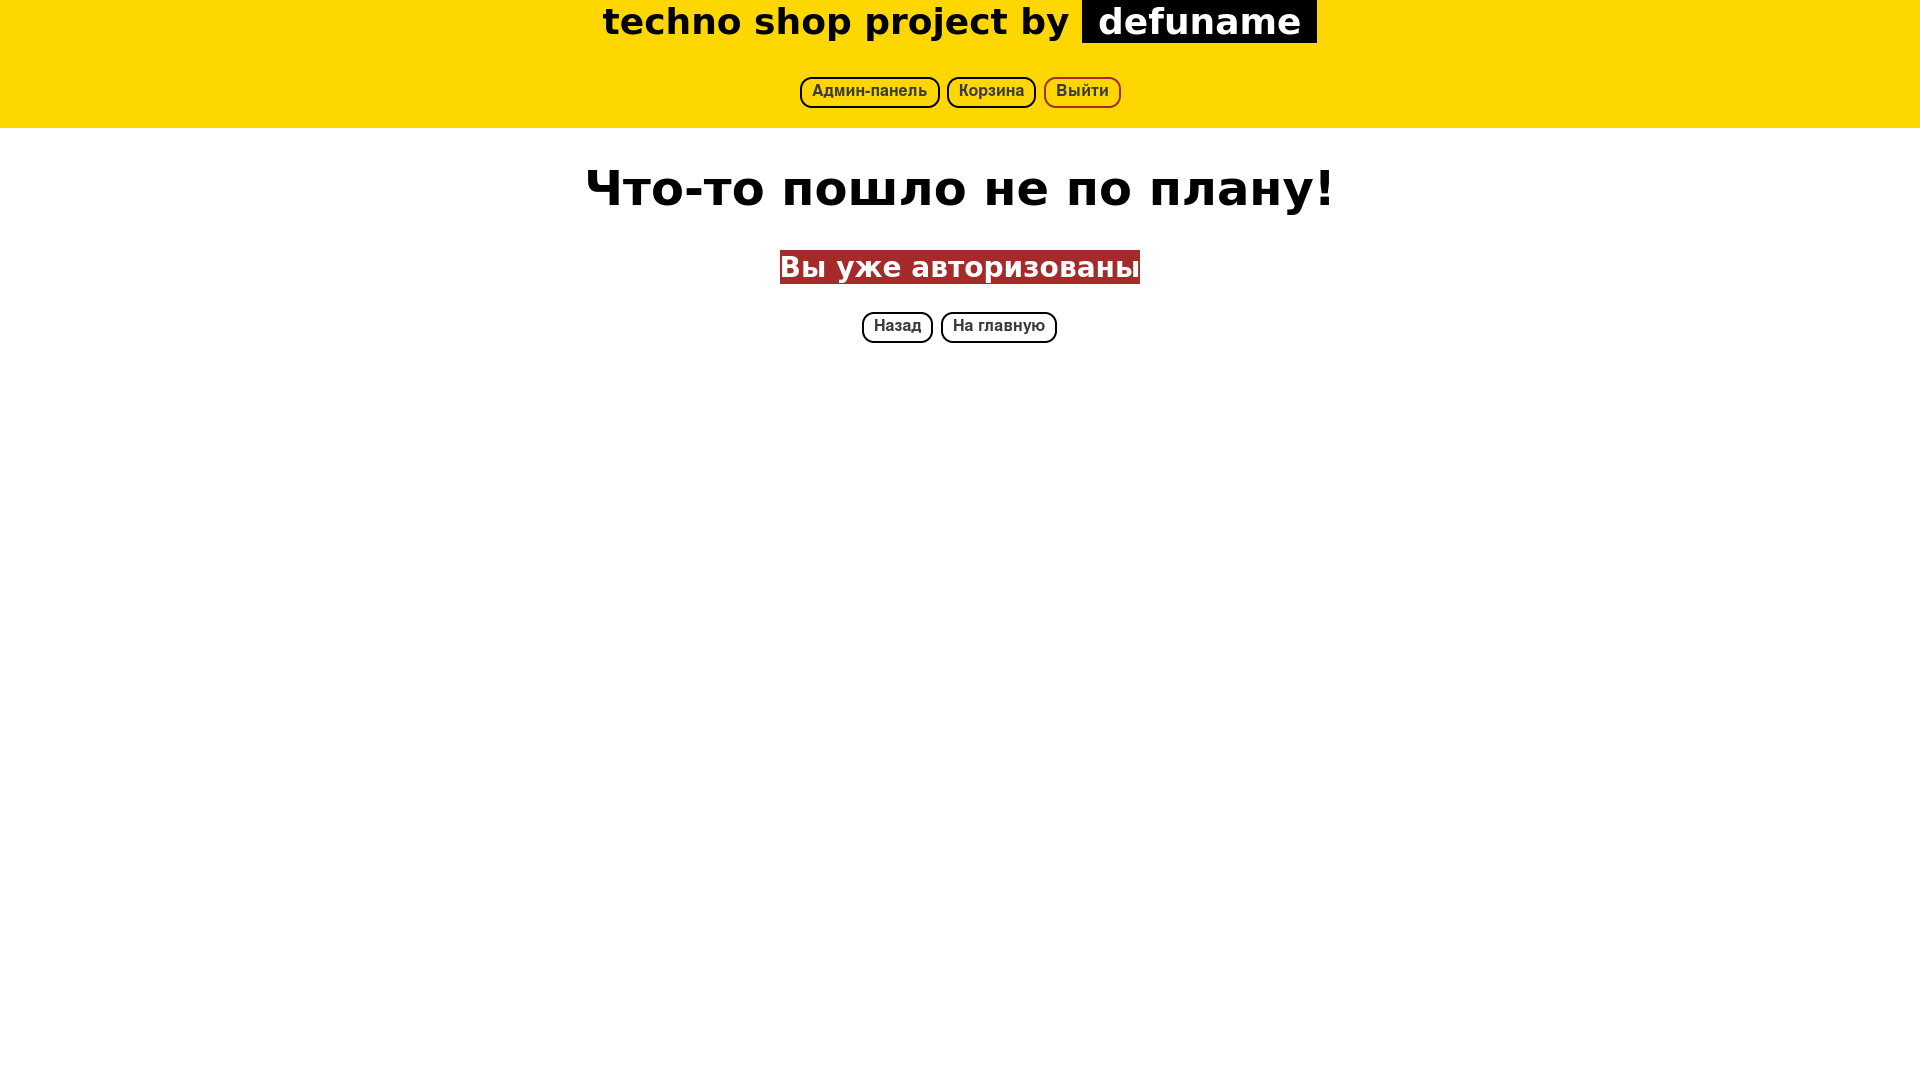 techno shop project by defuname
Админ-панель Корзина Выйти
Что-то пошло не по плану!
Вы уже авторизованы
Назад На главную